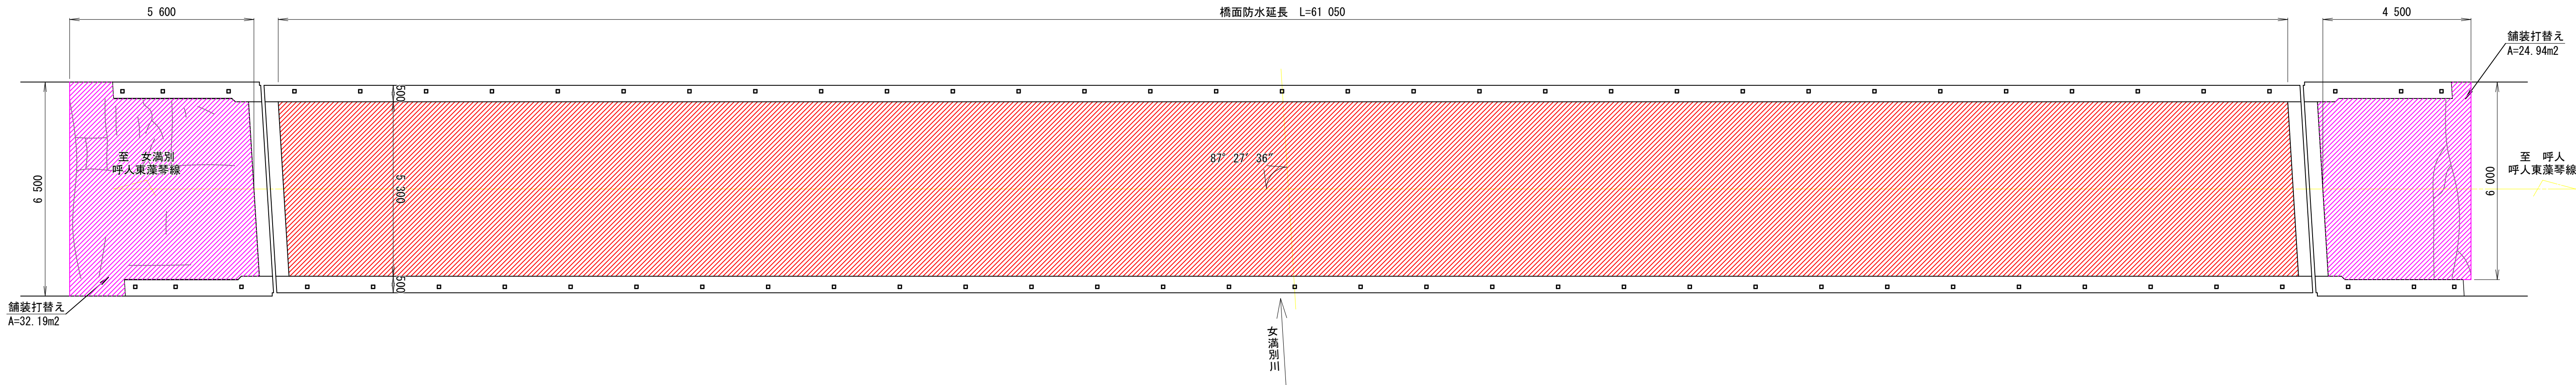 5 600
橋面防水延長 L=61 050
4 500
舗装打替え
A=24.94m2
500
至 女満別
呼人東藻琴線
87° 27′ 36″
至 呼人
呼人東藻琴線
6 500
5 300
6 000
500
舗装打替え
A=32.19m2
女満別川